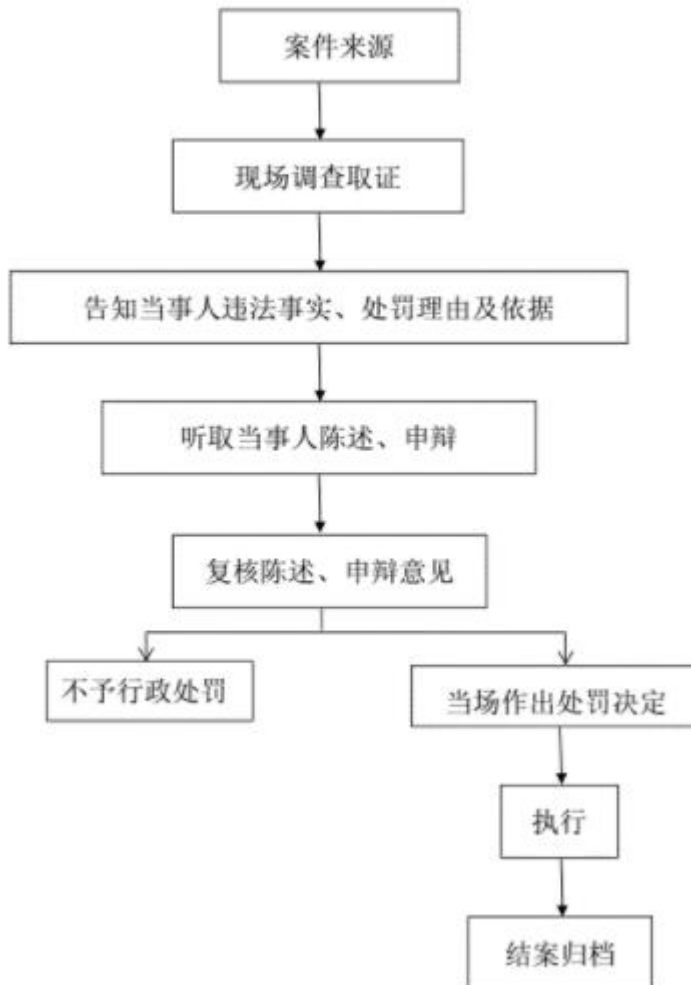 案件来源
现场调查取证
告知当事人违法事实、处罚理由及依据
听取当事人陈述、申辩
复核陈述、申辩意见
不予行政处罚
当场作出处罚决定
执行
结案归档